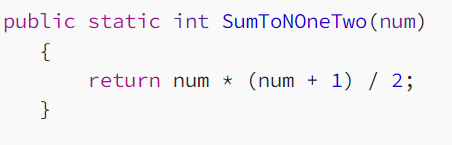 public static int SumToNOneTwo(num)
{
return num * (num + 1) / 2;
}